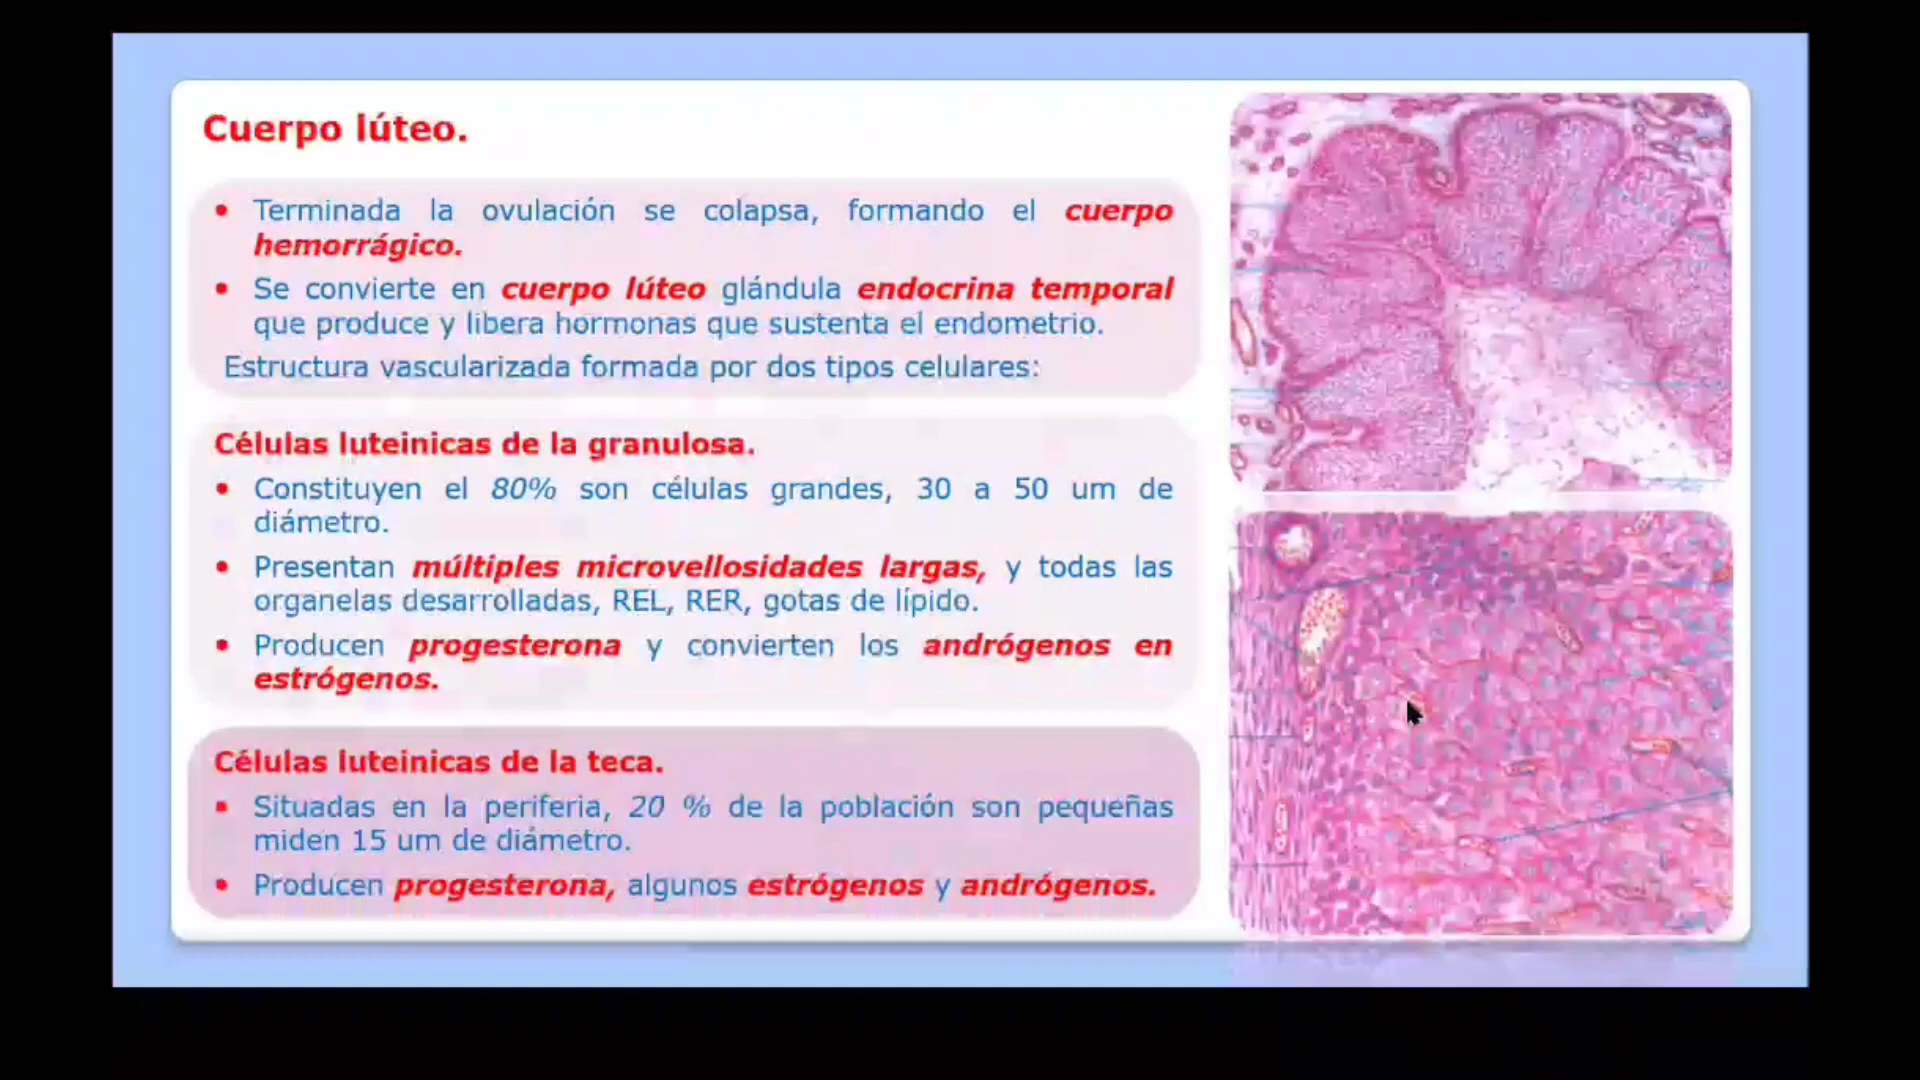 Cuerpo lúteo.
• Terminada la ovulación se colapsa, formando el cuerpo
hemorrágico.
• Se convierte en cuerpo lúteo glándula endocrina temporal
que produce y libera hormonas que sustenta el endometrio.
Estructura vascularizada formada por dos tipos celulares:
Células luteinicas de la granulosa.
• Constituyen el 80% son células grandes, 30 a 50 um de
diámetro.
• Presentan múltiples microvellosidades largas, y todas las
organelas desarrolladas, REL, RER, gotas de lípido.
• Producen progesterona y convierten los andrógenos en
estrógenos.
Células luteinicas de la teca.
• Situadas en la periferia, 20 % de la población son pequeñas
miden 15 um de diámetro.
• Producen progesterona, algunos estrógenos y andrógenos.